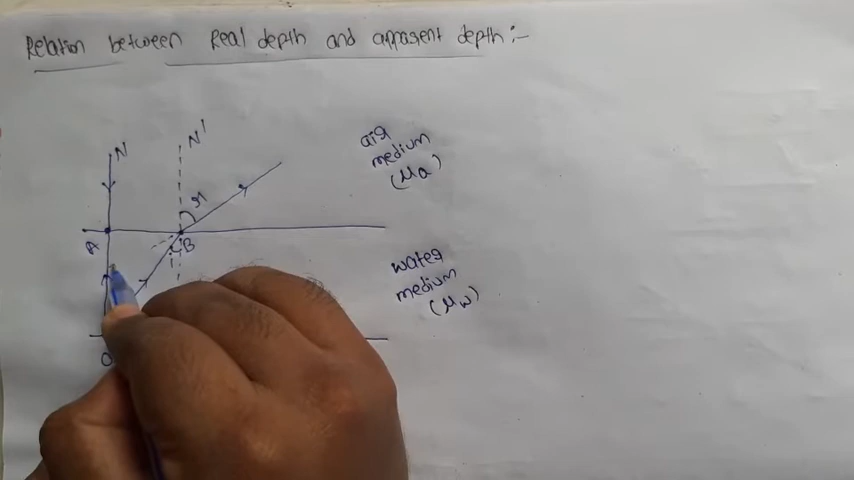 Relation between Real depth and apparent depth :-
N
N'
air
medium
(μa)
r
A
B
i
water
medium
(μw)
O